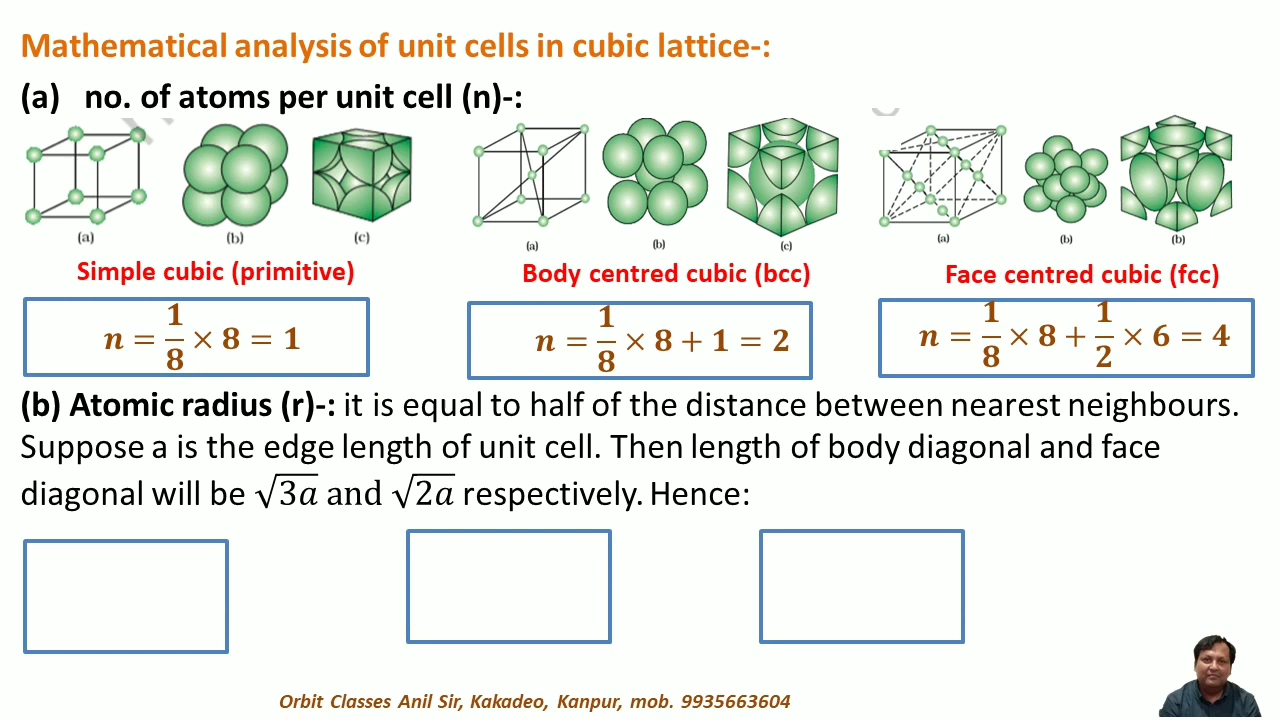 Mathematical analysis of unit cells in cubic lattice-:
(a) no. of atoms per unit cell (n)-:
(a) (b) (c) (a) (b) (c) (a) (b) (b)
Simple cubic (primitive) Body centred cubic (bcc) Face centred cubic (fcc)
n = 1/8 × 8 = 1 n = 1/8 × 8 + 1 = 2 n = 1/8 × 8 + 1/2 × 6 = 4
(b) Atomic radius (r)-: it is equal to half of the distance between nearest neighbours.
Suppose a is the edge length of unit cell. Then length of body diagonal and face
diagonal will be √3a and √2a respectively. Hence:
Orbit Classes Anil Sir, Kakadeo, Kanpur, mob. 9935663604